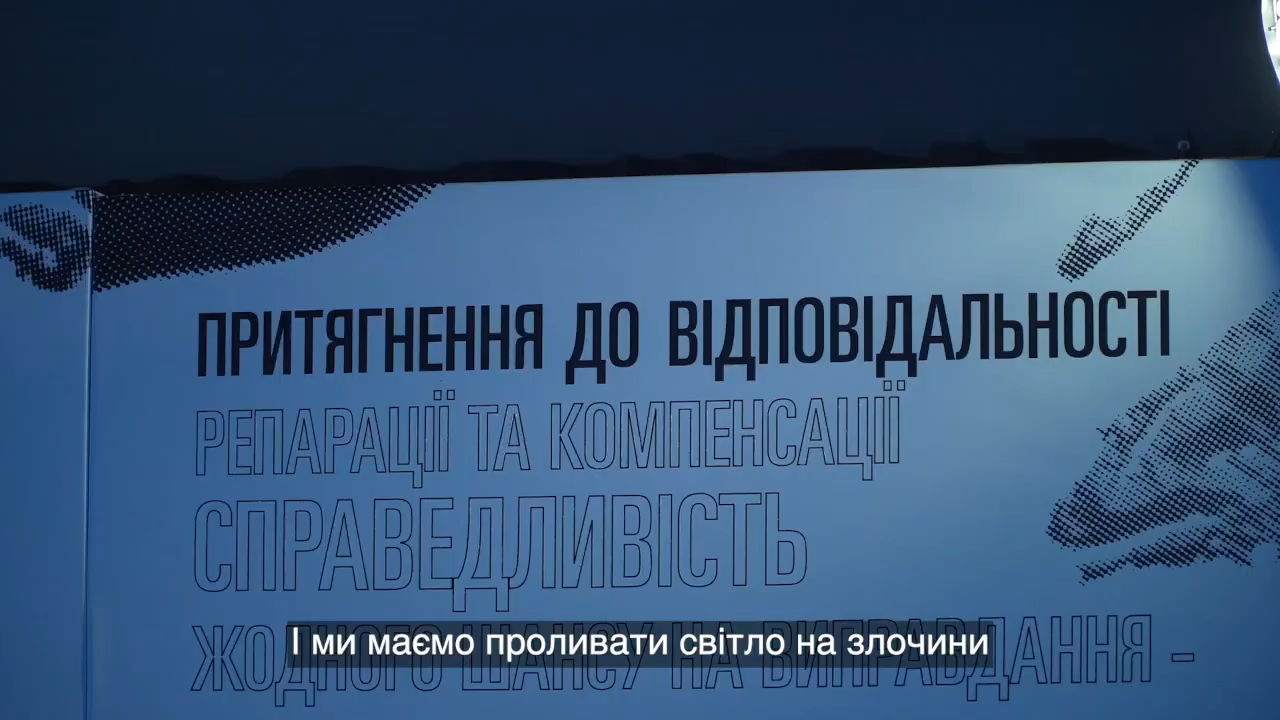 ПРИТЯГНЕННЯ ДО ВІДПОВІДАЛЬНОСТІ
РЕПАРАЦІЇ ТА КОМПЕНСАЦІЇ
СПРАВЕДЛИВІСТЬ
ЖОДНОГО ШАНСУ НА ВИПРАВДАННЯ -
І ми маємо проливати світло на злочини